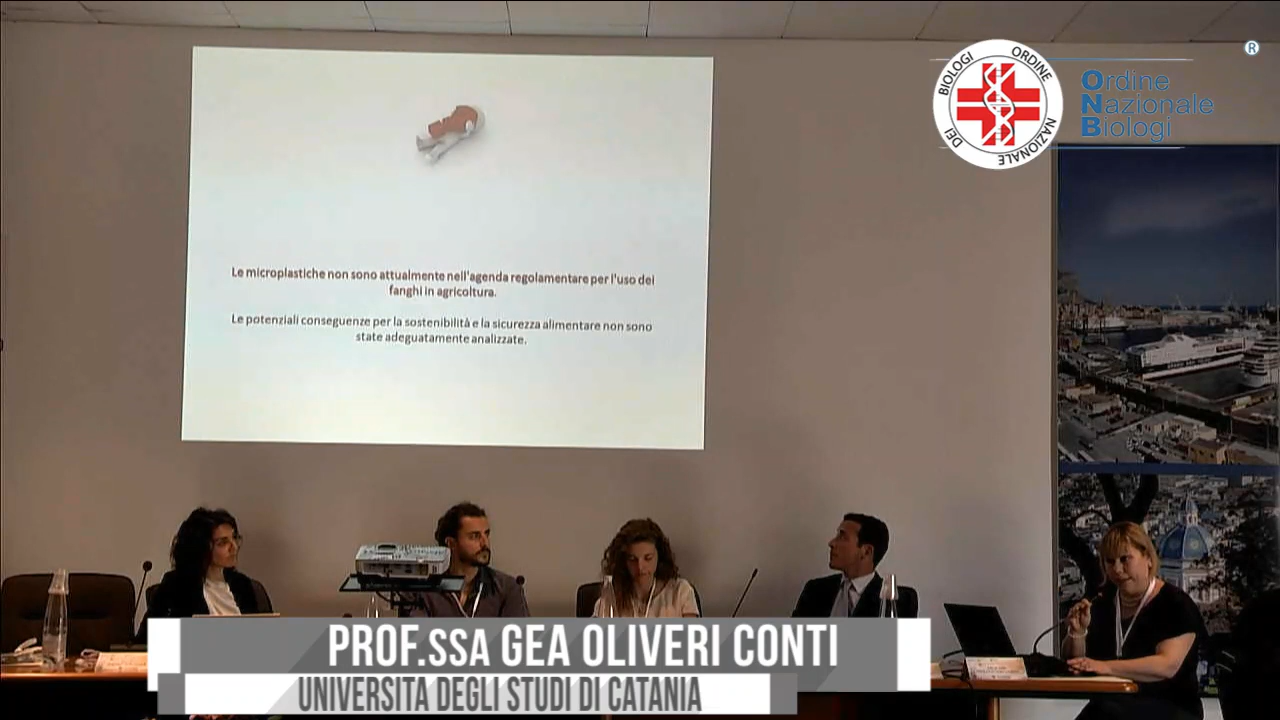 BIOLOGI ORDINE NAZIONALE DEI
®
Ordine
Nazionale
Biologi
Le microplastiche non sono attualmente nell'agenda regolamentare per l'uso dei
fanghi in agricoltura.
Le potenziali conseguenze per la sostenibilità e la sicurezza alimentare non sono
state adeguatamente analizzate.
PROF.SSA GEA OLIVERI CONTI
UNIVERSITA DEGLI STUDI DI CATANIA